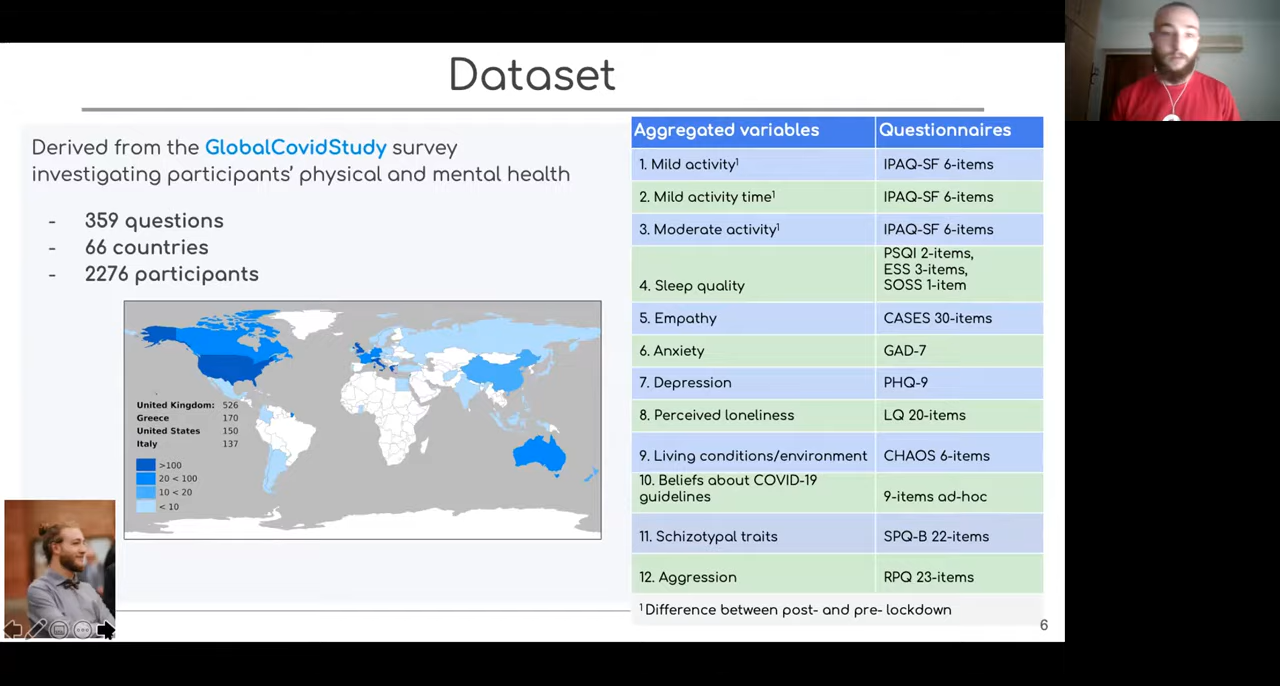 Dataset
Derived from the GlobalCovidStudy survey
investigating participants' physical and mental health
- 359 questions
- 66 countries
- 2276 participants
United Kingdom: 526
Greece 170
United States 150
Italy 137
>100
20 < 100
10 < 20
< 10
Aggregated variables Questionnaires
1. Mild activity¹ IPAQ-SF 6-items
2. Mild activity time¹ IPAQ-SF 6-items
3. Moderate activity¹ IPAQ-SF 6-items
PSQI 2-items,
ESS 3-items,
4. Sleep quality SOSS 1-item
5. Empathy CASES 30-items
6. Anxiety GAD-7
7. Depression PHQ-9
8. Perceived loneliness LQ 20-items
9. Living conditions/environment CHAOS 6-items
10. Beliefs about COVID-19
guidelines 9-items ad-hoc
11. Schizotypal traits SPQ-B 22-items
12. Aggression RPQ 23-items
¹Difference between post- and pre- lockdown
6